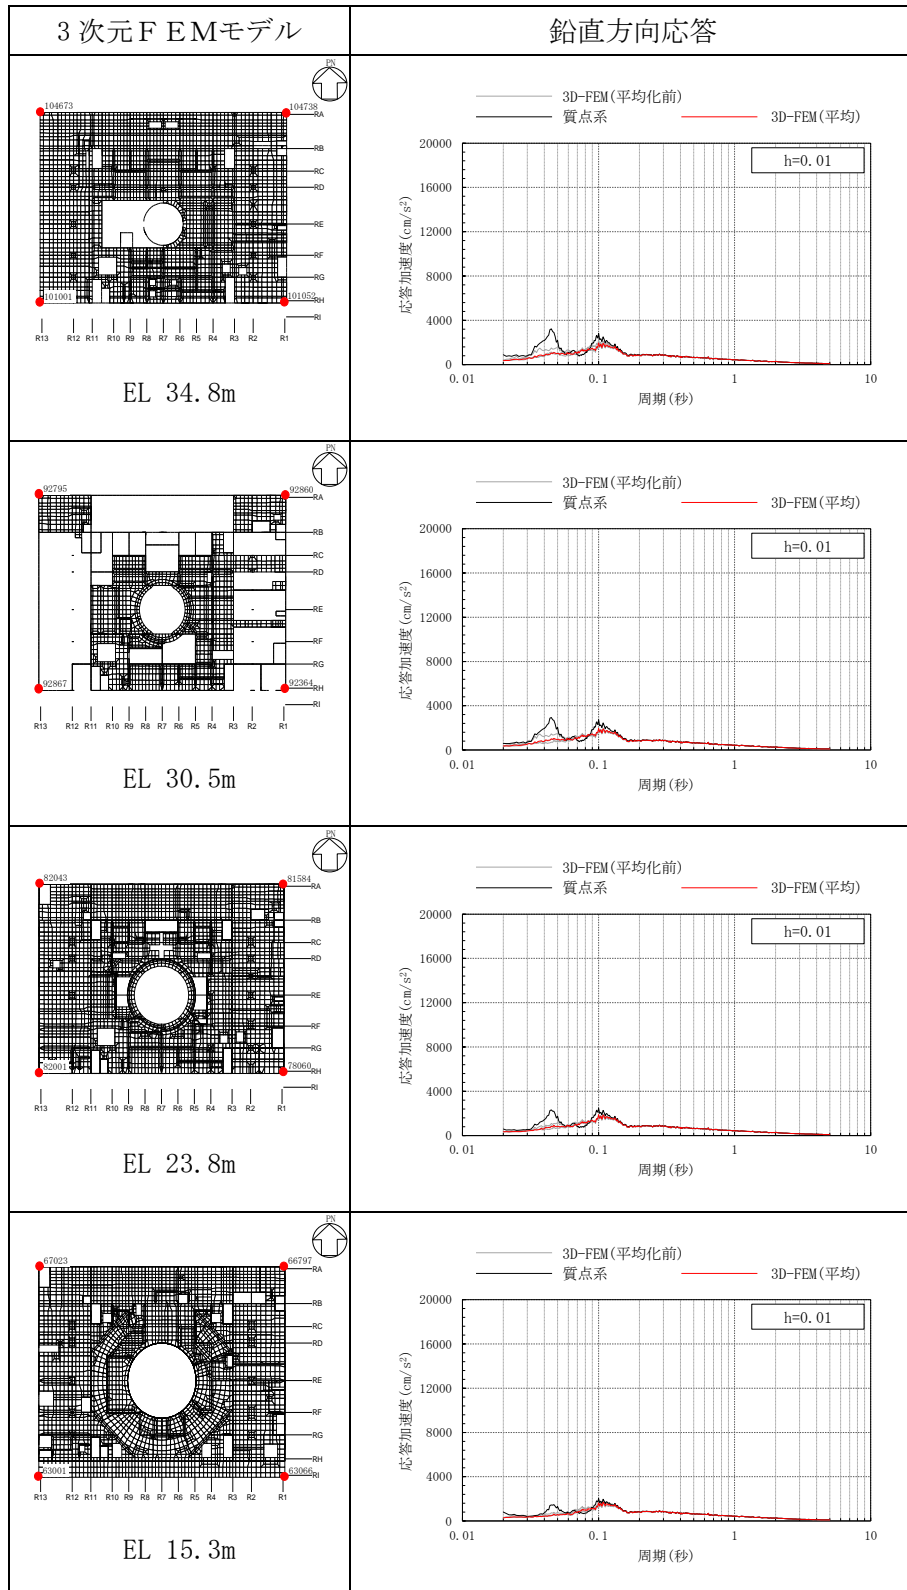 3次元ＦＥＭモデル
鉛直方向応答
PN
104673
104738
RA
RB
RC
RD
RE
RF
RG
101001
101052
RH
RI
R13 R12 R11 R10 R9 R8 R7 R6 R5 R4 R3 R2 R1
EL 34.8m
3D-FEM(平均化前)
質点系
3D-FEM(平均)
h=0.01
20000
16000
12000
8000
4000
0
応答加速度(cm/s²)
0.01 0.1 1 10
周期(秒)
PN
92795
92860
RA
RB
RC
RD
RE
RF
RG
92867
92364
RH
RI
R13 R12 R11 R10 R9 R8 R7 R6 R5 R4 R3 R2 R1
EL 30.5m
3D-FEM(平均化前)
質点系
3D-FEM(平均)
h=0.01
20000
16000
12000
8000
4000
0
応答加速度(cm/s²)
0.01 0.1 1 10
周期(秒)
PN
82043
81584
RA
RB
RC
RD
RE
RF
RG
82001
78060
RH
RI
R13 R12 R11 R10 R9 R8 R7 R6 R5 R4 R3 R2 R1
EL 23.8m
3D-FEM(平均化前)
質点系
3D-FEM(平均)
h=0.01
20000
16000
12000
8000
4000
0
応答加速度(cm/s²)
0.01 0.1 1 10
周期(秒)
PN
67023
66797
RA
RB
RC
RD
RE
RF
RG
RH
63001
63066
RI
R13 R12 R11 R10 R9 R8 R7 R6 R5 R4 R3 R2 R1
EL 15.3m
3D-FEM(平均化前)
質点系
3D-FEM(平均)
h=0.01
20000
16000
12000
8000
4000
0
応答加速度(cm/s²)
0.01 0.1 1 10
周期(秒)